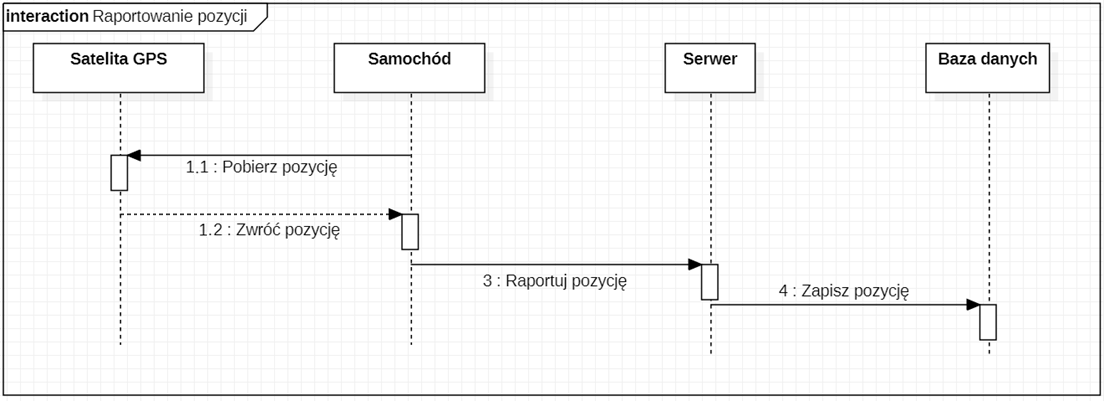 interaction Raportowanie pozycji
Satelita GPS
Samochód
Serwer
Baza danych
1.1 : Pobierz pozycję
1.2 : Zwróć pozycję
3 : Raportuj pozycję
4 : Zapisz pozycję